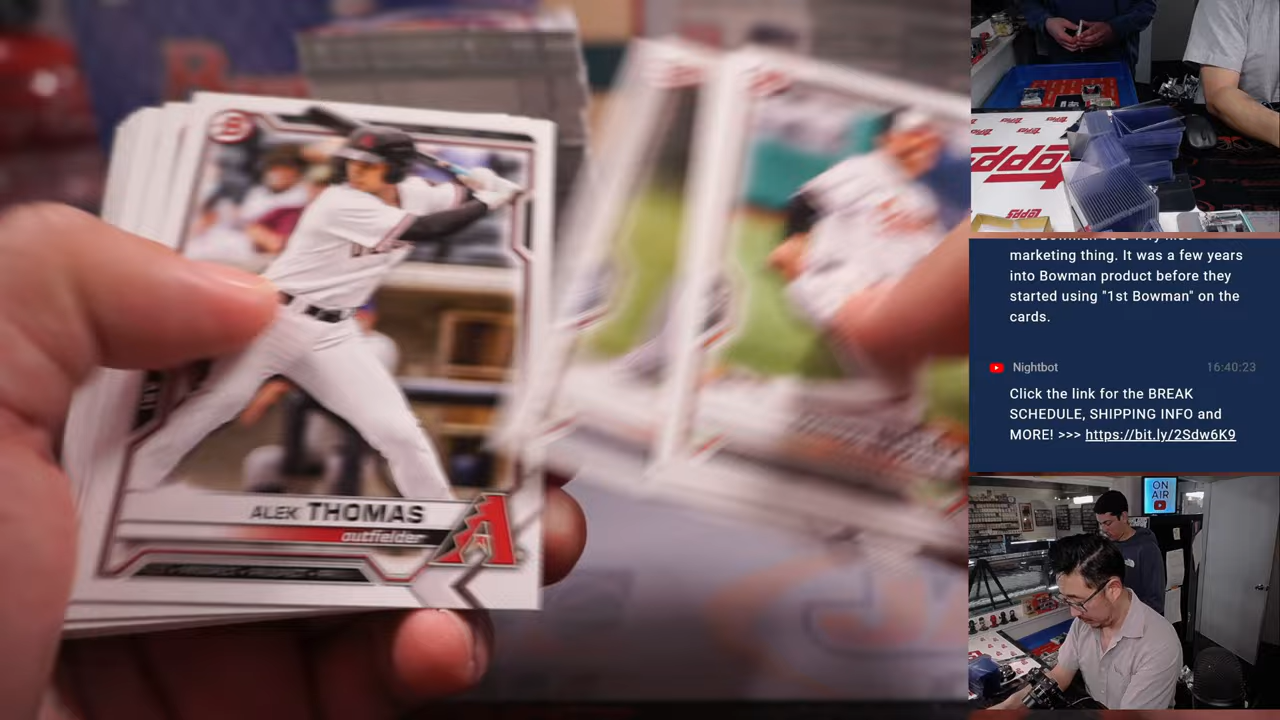 B
ALEK THOMAS
outfielder
A
topps
topps
marketing thing. It was a few years
into Bowman product before they
started using "1st Bowman" on the
cards.
Nightbot
16:40:23
Click the link for the BREAK
SCHEDULE, SHIPPING INFO and
MORE! >>> https://bit.ly/2Sdw6K9
ON
AIR